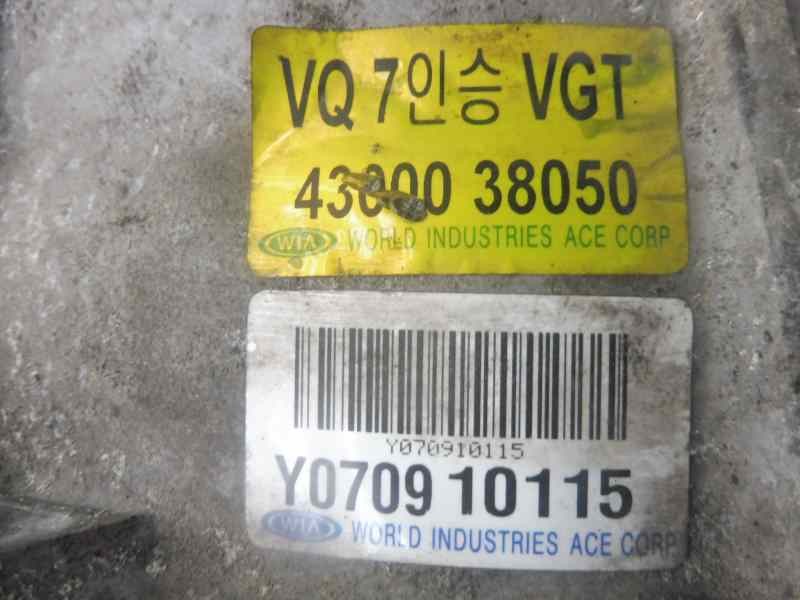 VQ 7인승 VGT
43000 38050
WIA WORLD INDUSTRIES ACE CORP
Y070910115
Y0709 10115
WIA WORLD INDUSTRIES ACE CORP